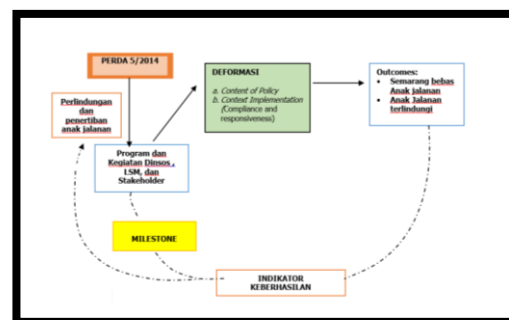 PERDA 5/2014
Perlindungan
dan
penertiban
anak jalanan
Program dan
Kegiatan Dinsos ,
LSM, dan
Stakeholder
DEFORMASI
a. Content of Policy
b. Context Implementation
(Compliance and
responsiveness)
Outcomes:
• Semarang bebas
Anak jalanan
• Anak Jalanan
terlindungi
MILESTONE
INDIKATOR
KEBERHASILAN